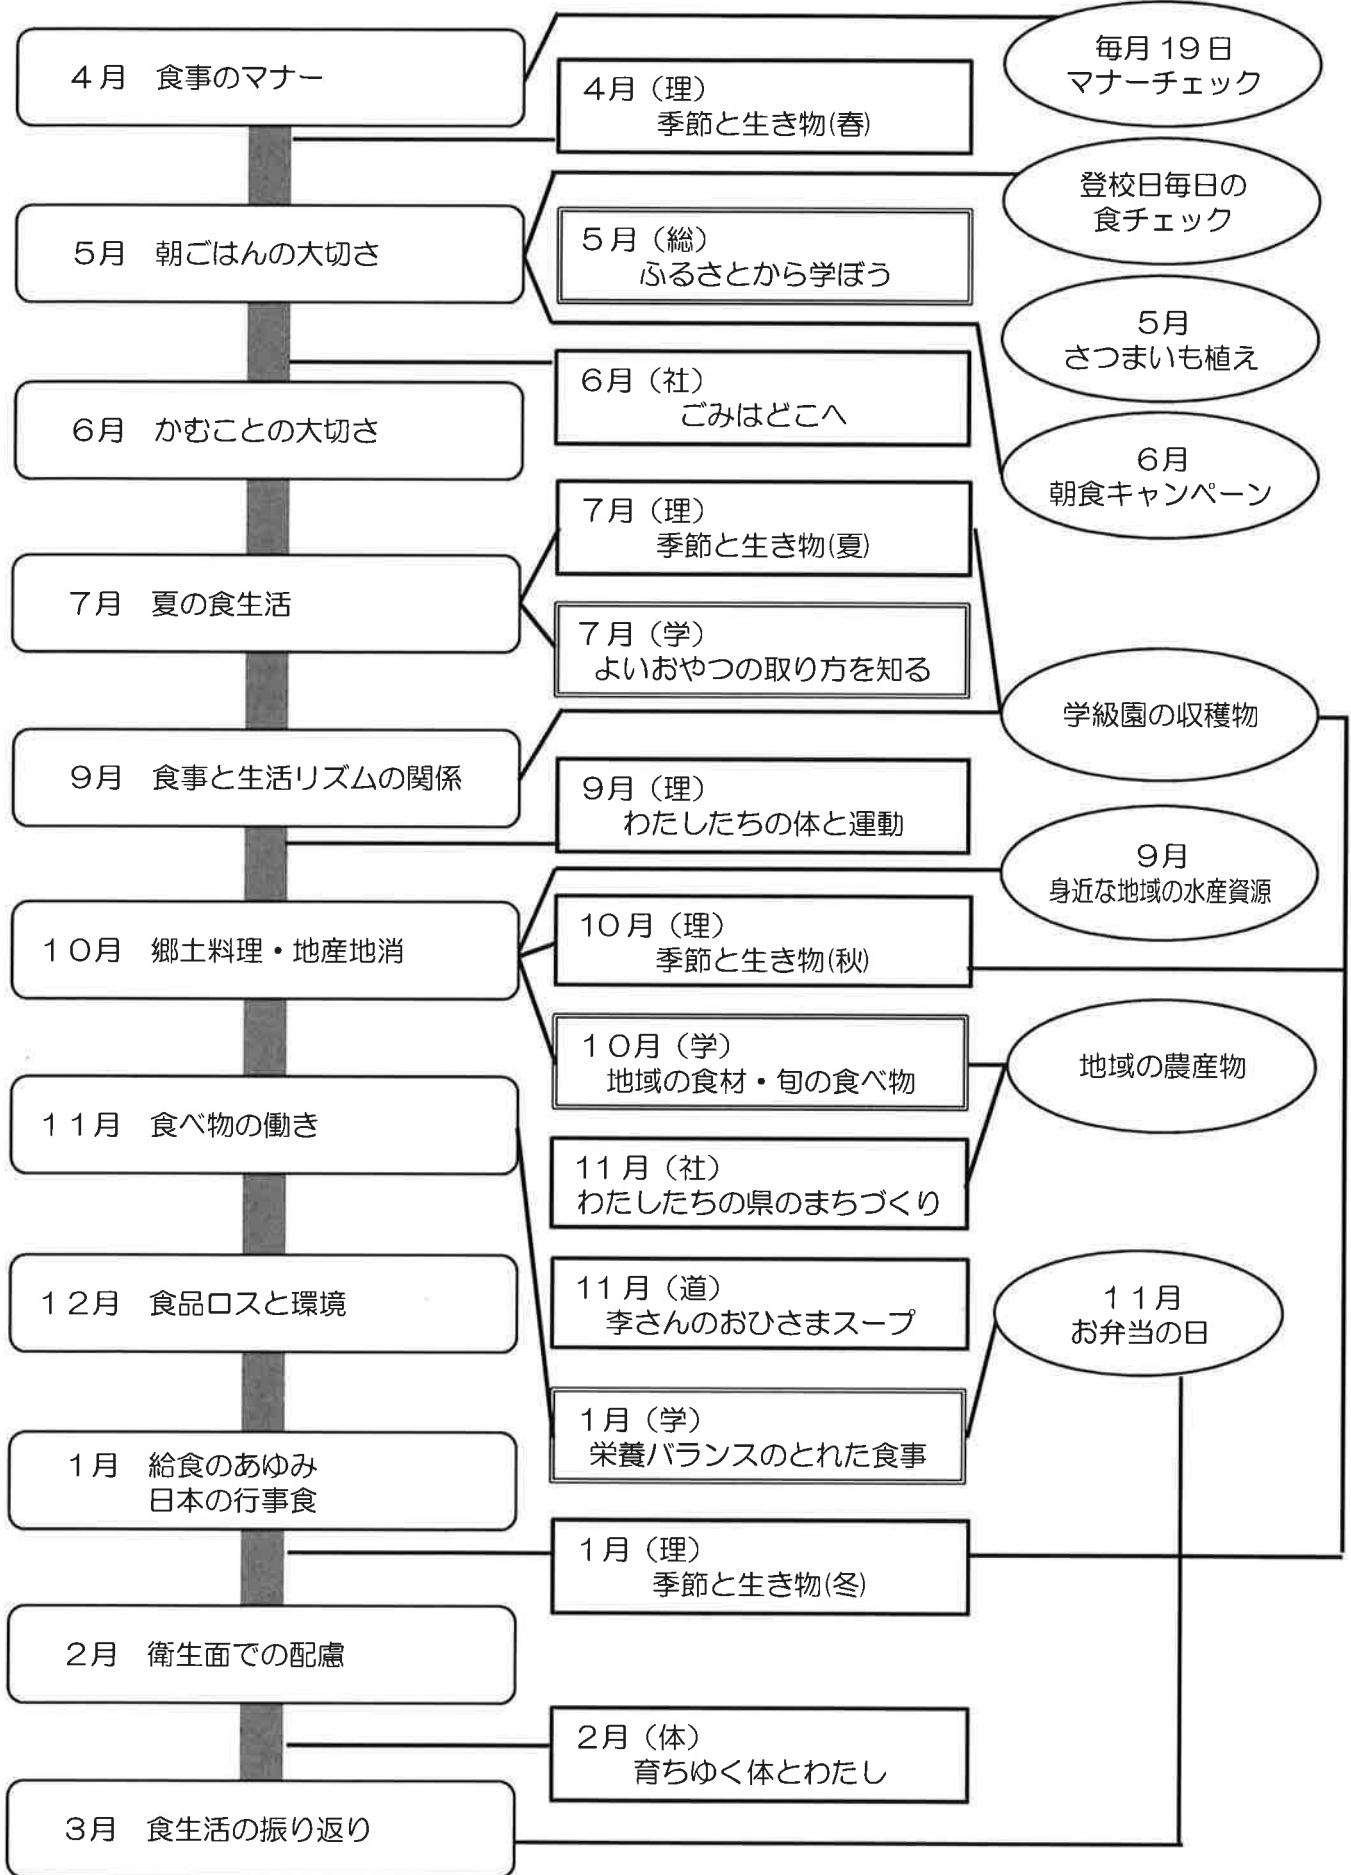 4月 食事のマナー
毎月19日
マナーチェック
4月(理)
季節と生き物(春)
登校日毎日の
食チェック
5月 朝ごはんの大切さ
5月(総)
ふるさとから学ぼう
5月
さつまいも植え
6月(社)
ごみはどこへ
6月 かむことの大切さ
6月
朝食キャンペーン
7月(理)
季節と生き物(夏)
7月 夏の食生活
7月(学)
よいおやつの取り方を知る
学級園の収穫物
9月 食事と生活リズムの関係
9月(理)
わたしたちの体と運動
9月
身近な地域の水産資源
10月 郷土料理・地産地消
10月(理)
季節と生き物(秋)
10月(学)
地域の食材・旬の食べ物
地域の農産物
11月 食べ物の働き
11月(社)
わたしたちの県のまちづくり
12月 食品ロスと環境
11月(道)
李さんのおひさまスープ
11月
お弁当の日
1月(学)
栄養バランスのとれた食事
1月 給食のあゆみ
日本の行事食
1月(理)
季節と生き物(冬)
2月 衛生面での配慮
2月(体)
育ちゆく体とわたし
3月 食生活の振り返り